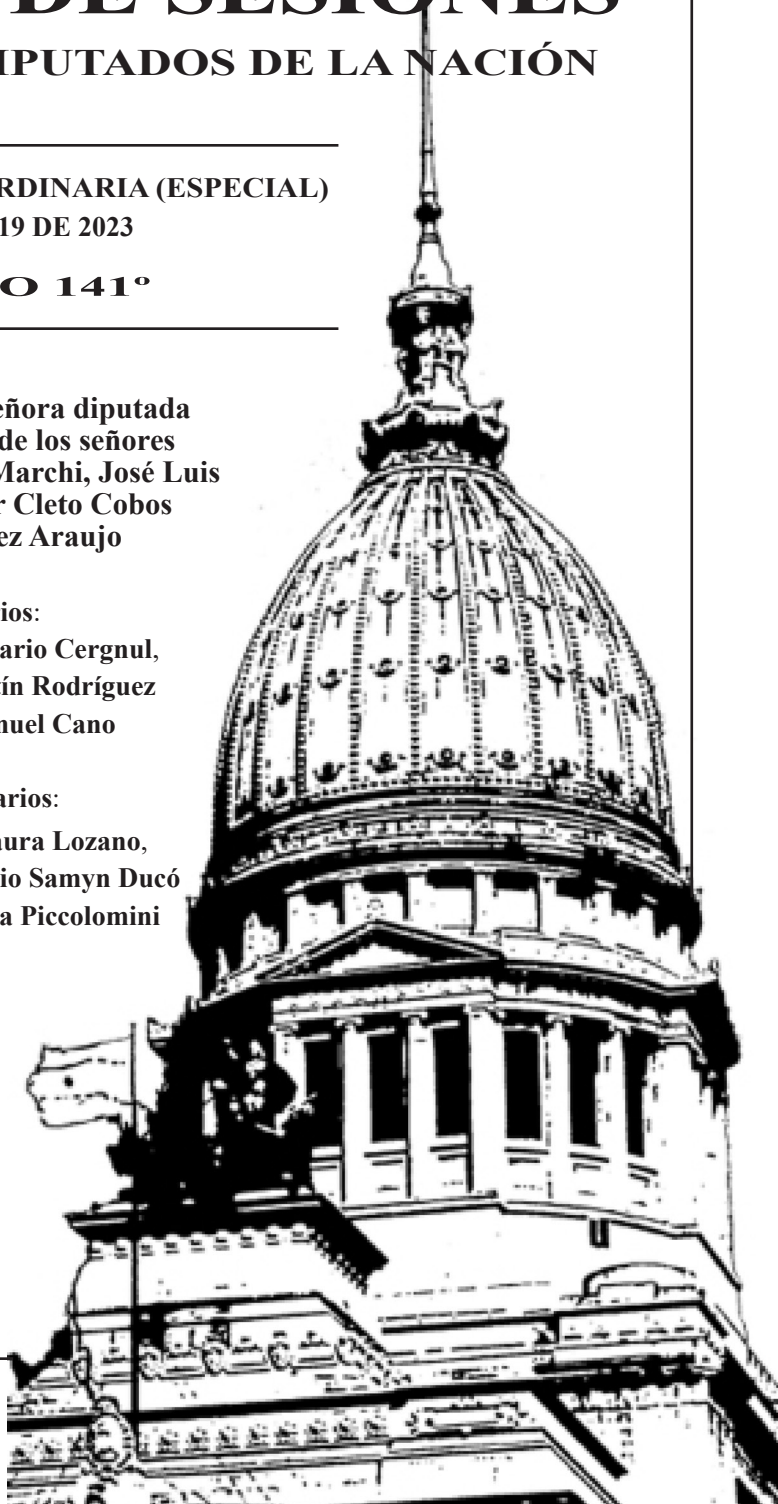 DE SESIONES
IPUTADOS DE LA NACIÓN
RDINARIA (ESPECIAL)
19 DE 2023
O 141º
eñora diputada
de los señores
Marchi, José Luis
r Cleto Cobos
ez Araujo
ios:
ario Cergnul,
tín Rodríguez
nuel Cano
arios:
aura Lozano,
io Samyn Ducó
a Piccolomini